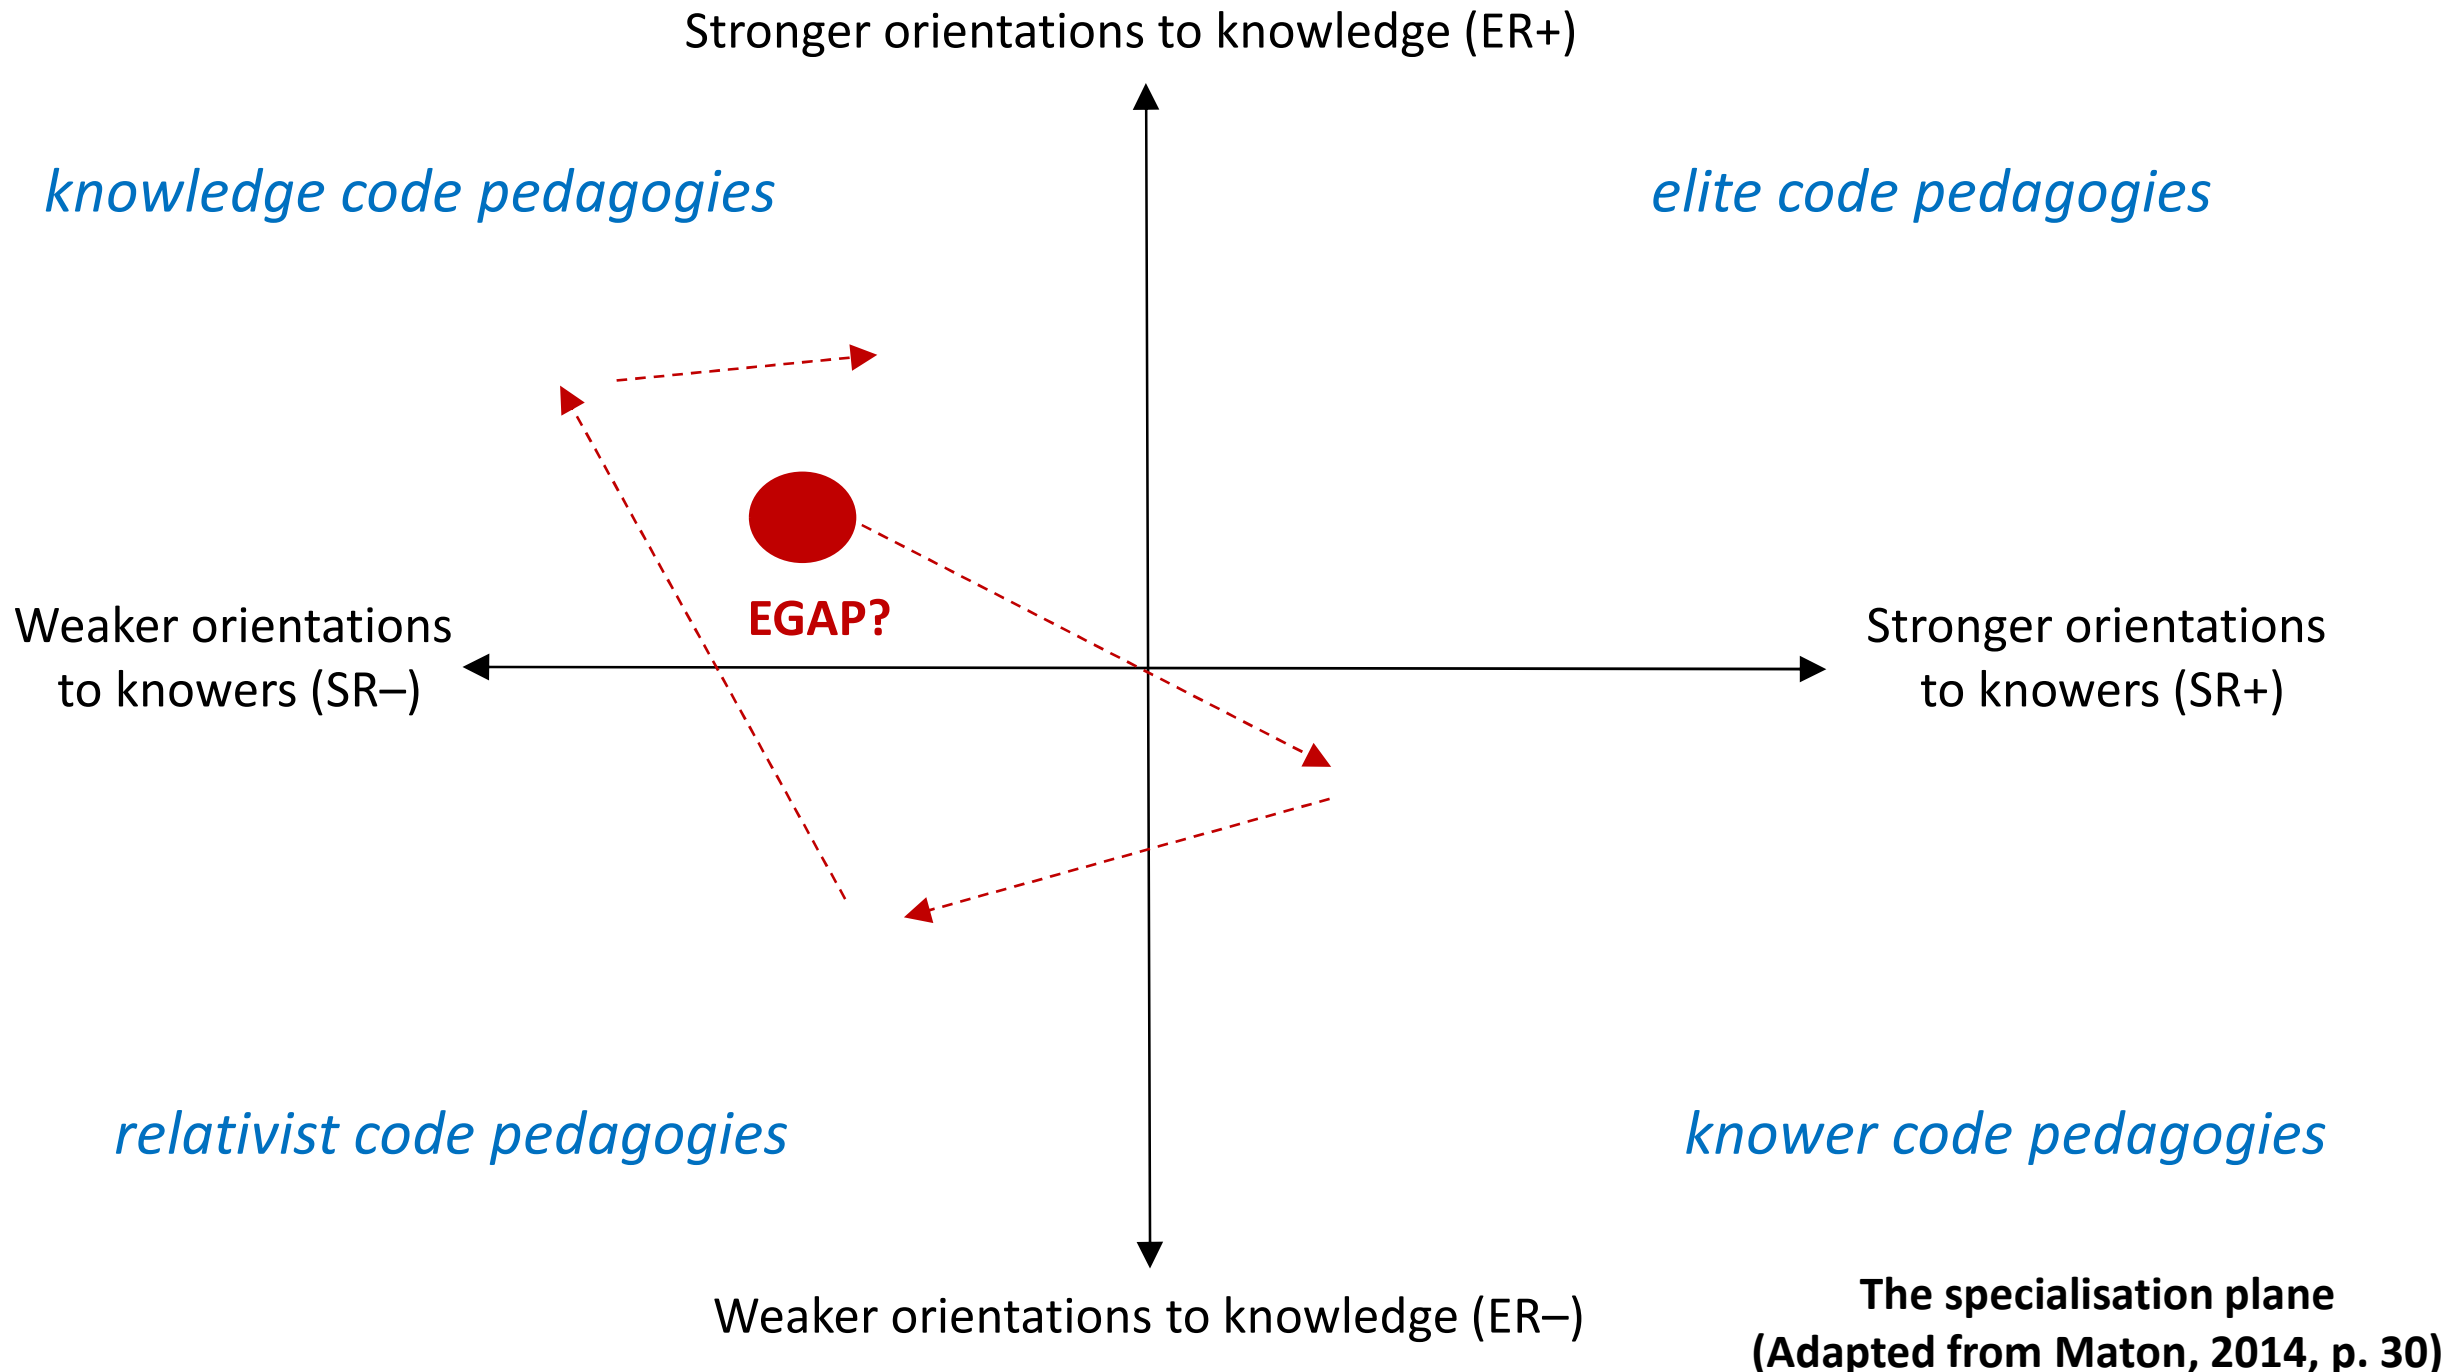 Stronger orientations to knowledge (ER+)
knowledge code pedagogies
elite code pedagogies
EGAP?
Weaker orientations
to knowers (SR–)
Stronger orientations
to knowers (SR+)
relativist code pedagogies
knower code pedagogies
Weaker orientations to knowledge (ER–)
The specialisation plane
(Adapted from Maton, 2014, p. 30)